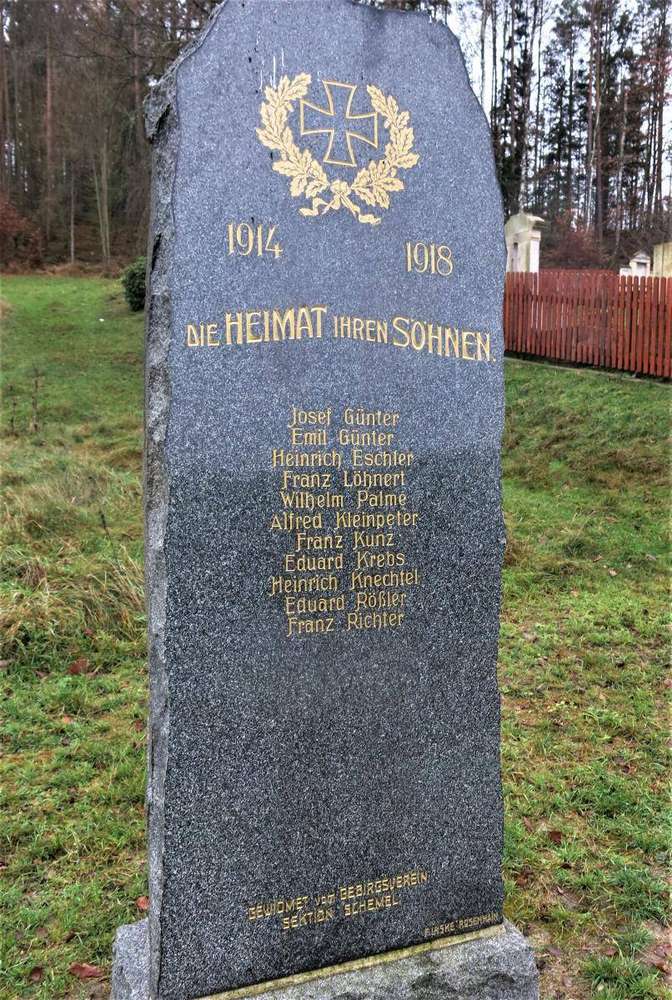 1914 1918
DIE HEIMAT IHREN SÖHNEN.
Josef Günter
Emil Günter
Heinrich Eschler
Franz Löhnert
Wilhelm Palme
Alfred Kleinpeter
Franz Kunz
Eduard Krebs
Heinrich Knechtel
Eduard Rößler
Franz Richter
GEWIDMET vom GEBIRGSVEREIN
SEKTION SCHEMEL